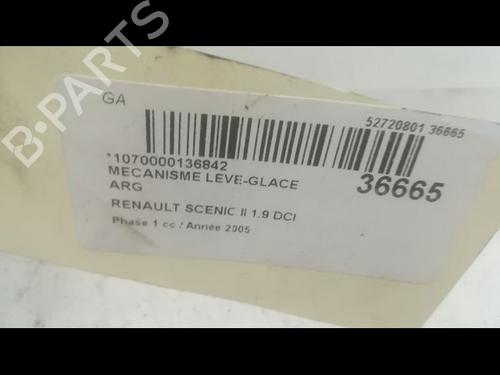 GA
52720801 36665
*1070000136842
MECANISME LEVE-GLACE
ARG
36665
RENAULT SCENIC II 1.9 DCI
Phase 1 cc / Année 2005
B-PARTS